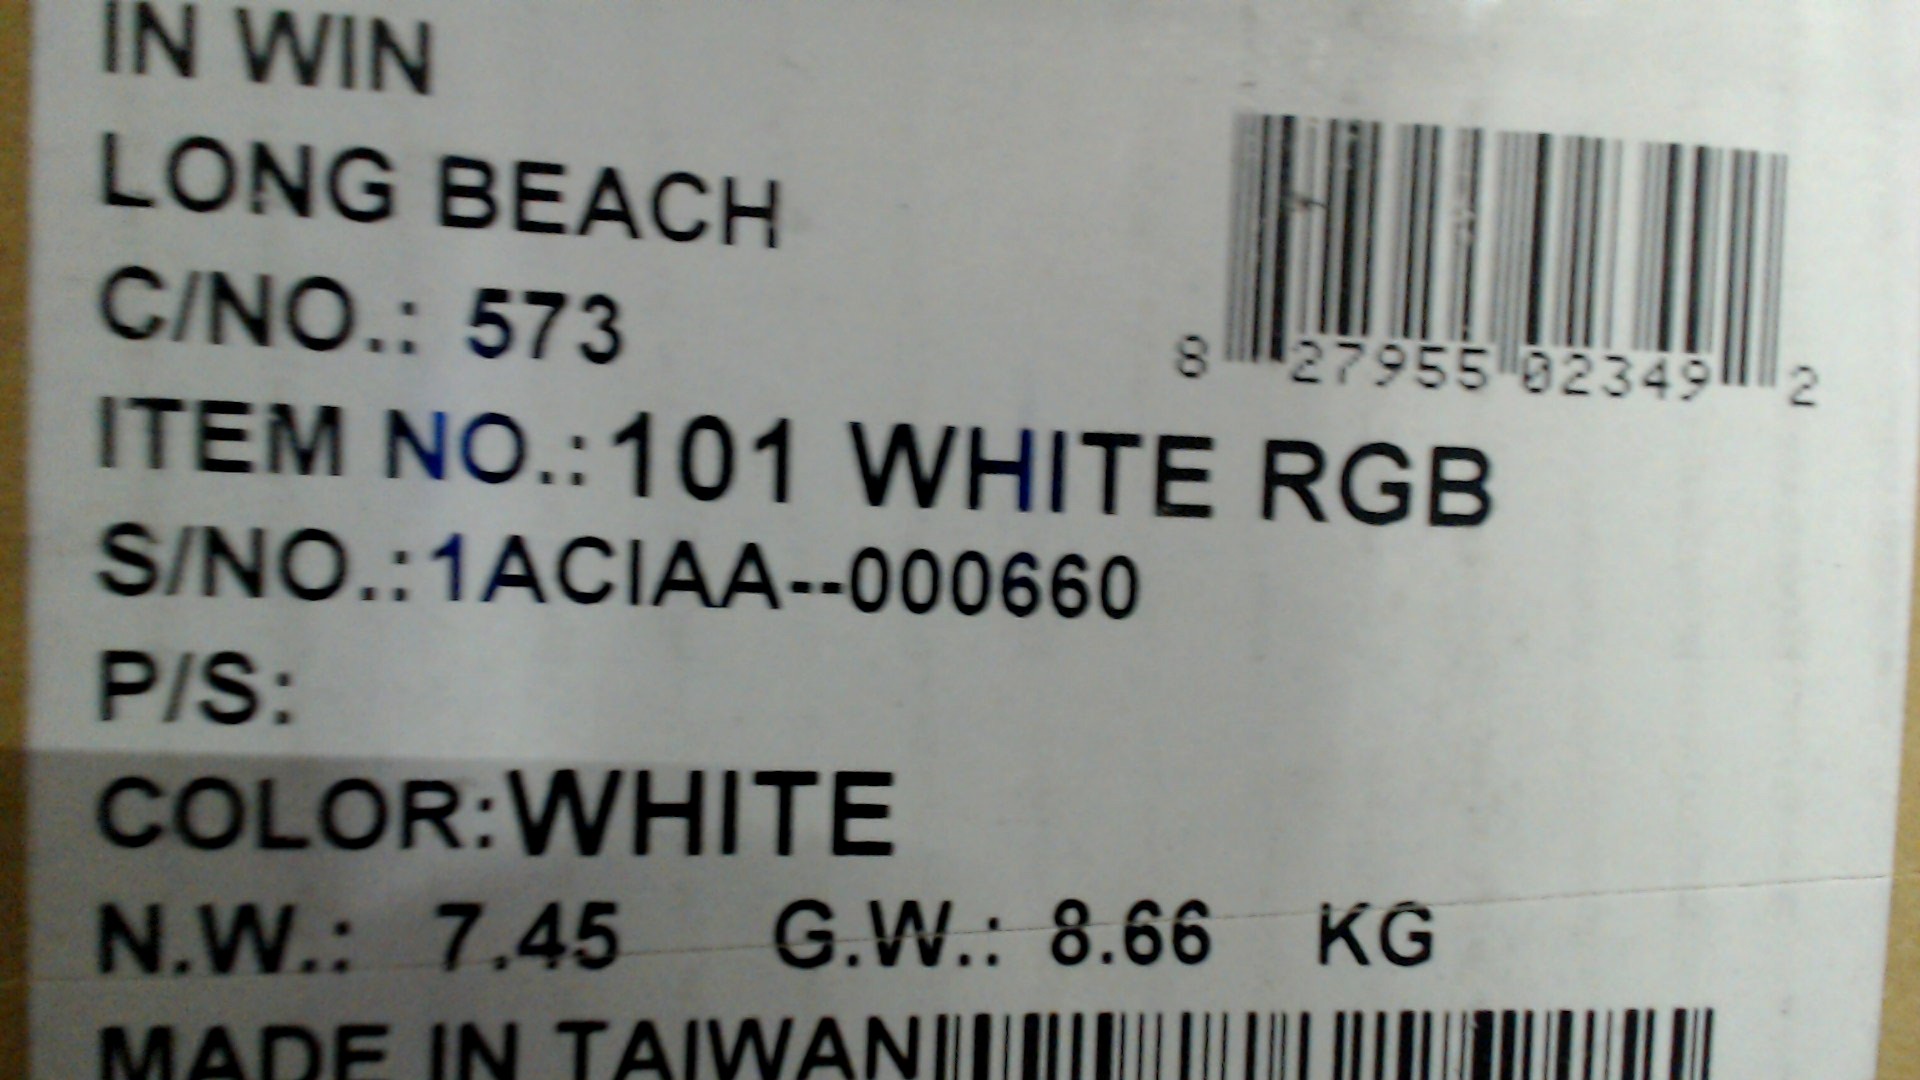 IN WIN
LONG BEACH
C/NO.: 573
8 27955 02349 2
ITEM NO.:101 WHITE RGB
S/NO.:1ACIAA--000660
P/S:
COLOR:WHITE
N.W.: 7.45 G.W.: 8.66 KG
MADE IN TAIWAN